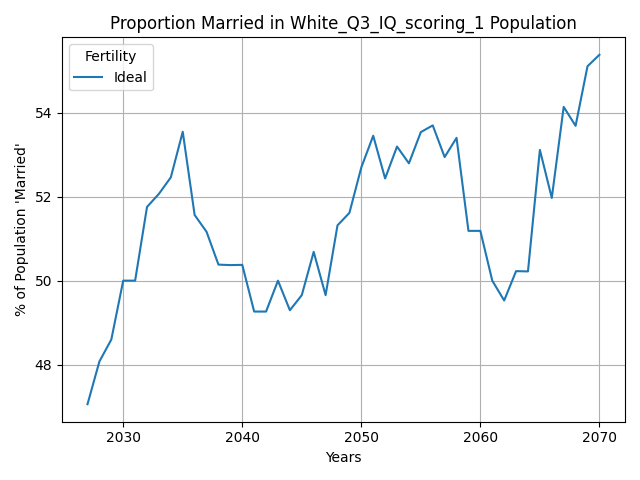 Proportion Married in White_Q3_IQ_scoring_1 Population
Fertility
Ideal
% of Population 'Married'
54
52
50
48
2030 2040 2050 2060 2070
Years